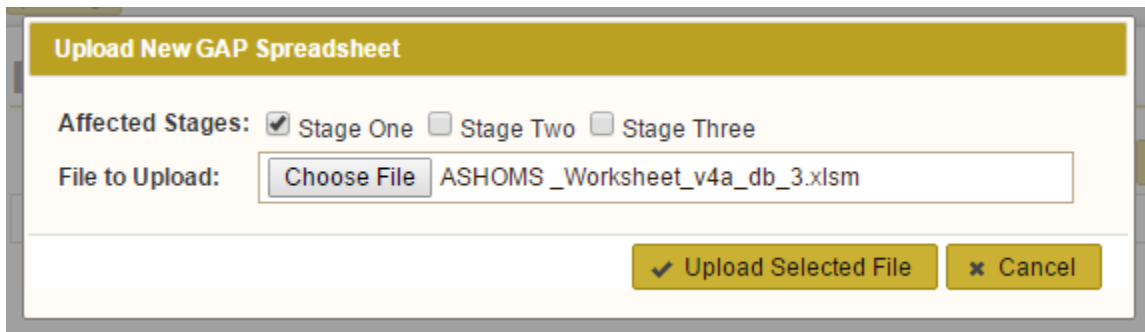 Upload New GAP Spreadsheet
Affected Stages: Stage One Stage Two Stage Three
File to Upload: Choose File ASHOMS _Worksheet_v4a_db_3.xlsm
Upload Selected File Cancel